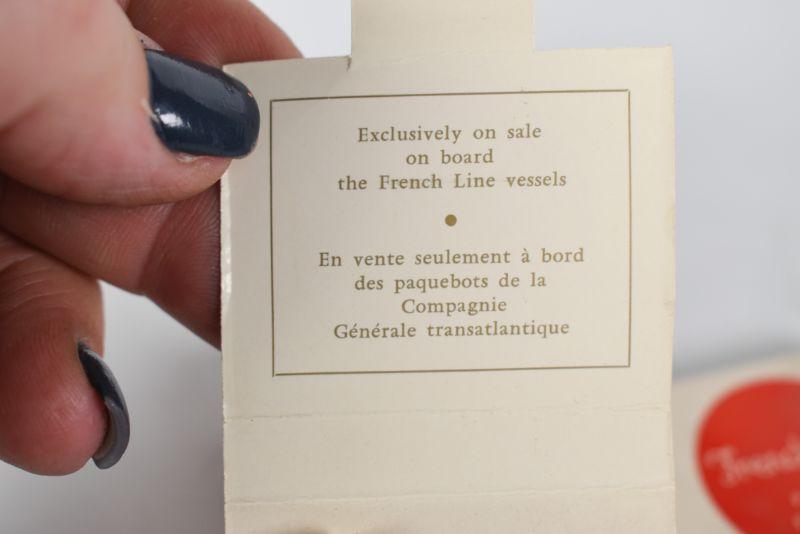 Exclusively on sale
on board
the French Line vessels
En vente seulement à bord
des paquebots de la
Compagnie
Générale transatlantique